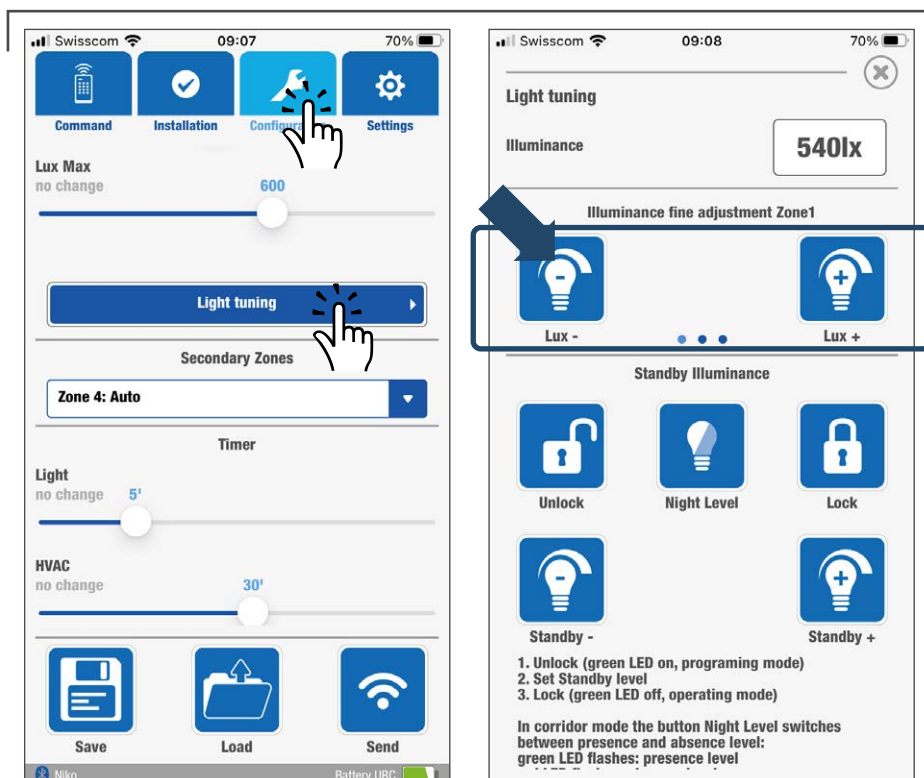 Swisscom 09:07 70%
Command Installation Configuration Settings
Lux Max
no change 600
Light tuning
Secondary Zones
Zone 4: Auto
Timer
Light
no change 5'
HVAC
no change 30'
Save Load Send
Niko Battery URC
Swisscom 09:08 70%
Light tuning
Illuminance 540lx
Illuminance fine adjustment Zone1
Lux - Lux +
Standby Illuminance
Unlock Night Level Lock
Standby - Standby +
1. Unlock (green LED on, programing mode)
2. Set Standby level
3. Lock (green LED off, operating mode)
In corridor mode the button Night Level switches
between presence and absence level:
green LED flashes: presence level